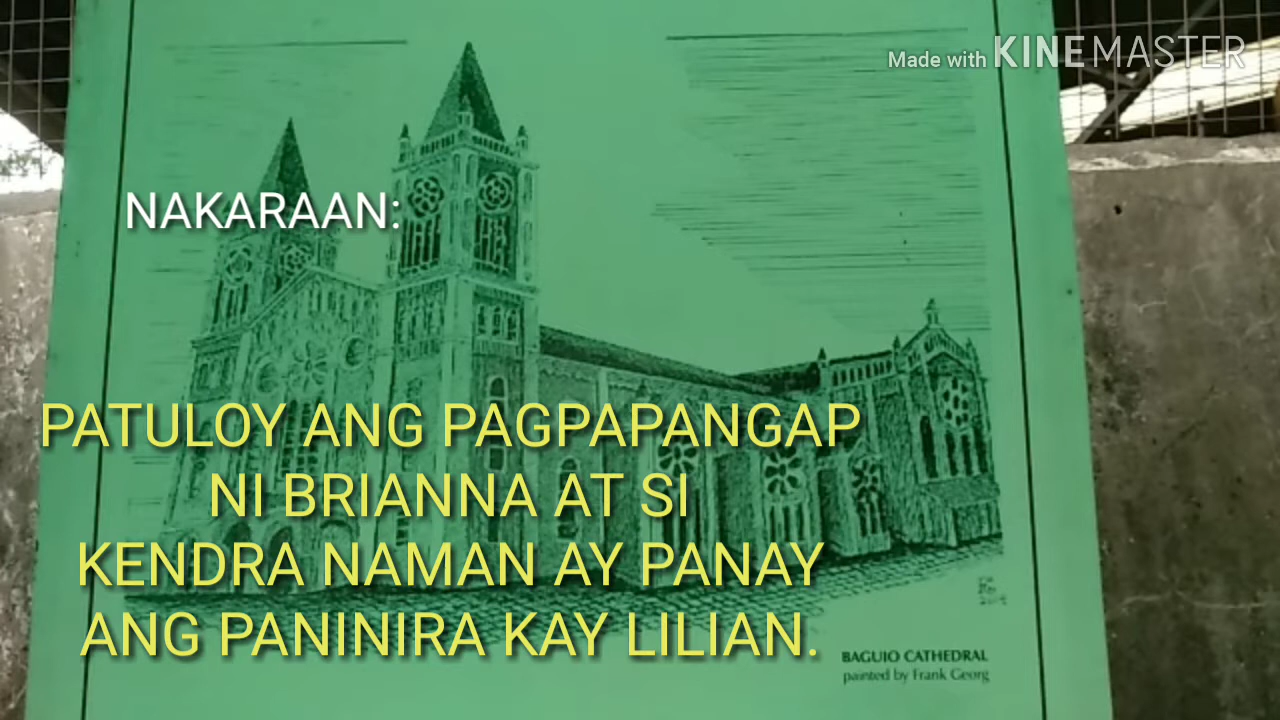 Made with KINEMASTER
NAKARAAN:
PATULOY ANG PAGPAPANGAP
NI BRIANNA AT SI
KENDRA NAMAN AY PANAY
ANG PANINIRA KAY LILIAN.
BAGUIO CATHEDRAL
painted by Frank Georg